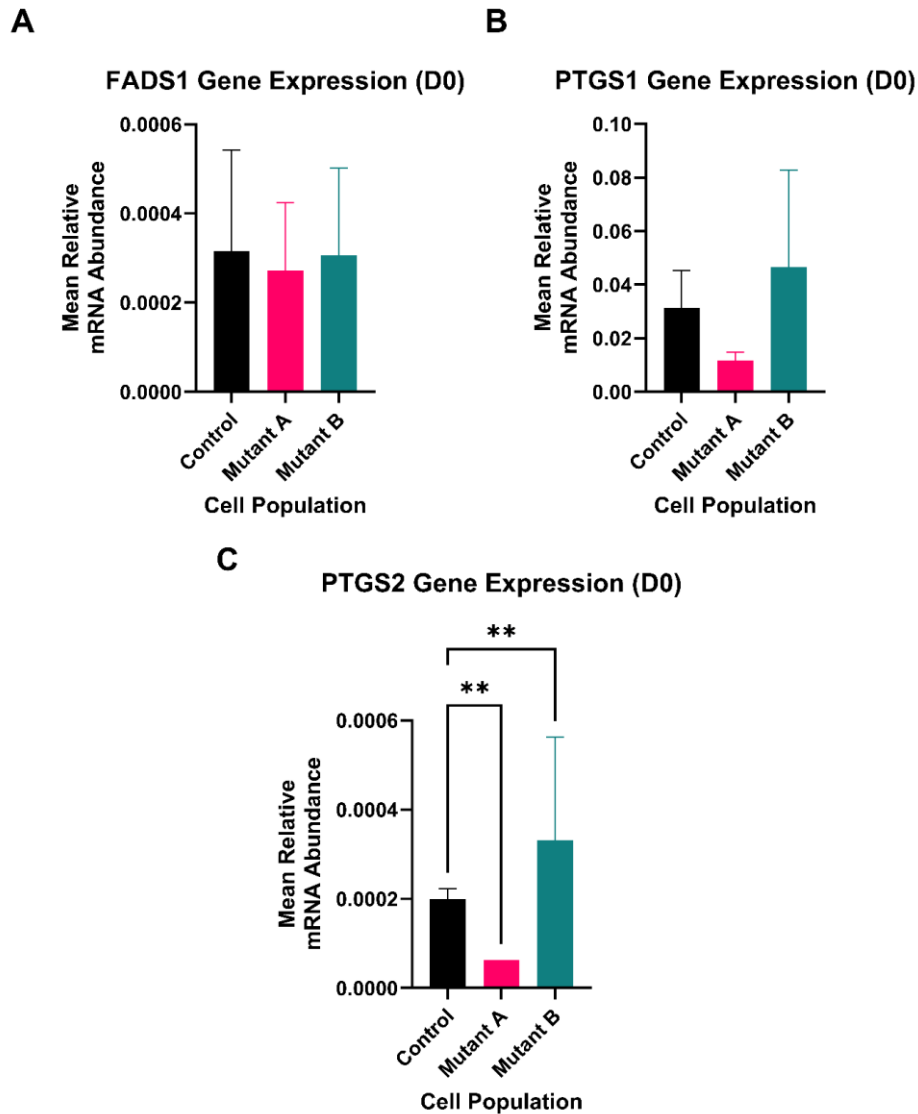 A
FADS1 Gene Expression (D0)
Mean Relative
mRNA Abundance
0.0006
0.0004
0.0002
0.0000
Control
Mutant A
Mutant B
Cell Population
B
PTGS1 Gene Expression (D0)
Mean Relative
mRNA Abundance
0.10
0.08
0.06
0.04
0.02
0.00
Control
Mutant A
Mutant B
Cell Population
C
PTGS2 Gene Expression (D0)
**
**
Mean Relative
mRNA Abundance
0.0006
0.0004
0.0002
0.0000
Control
Mutant A
Mutant B
Cell Population